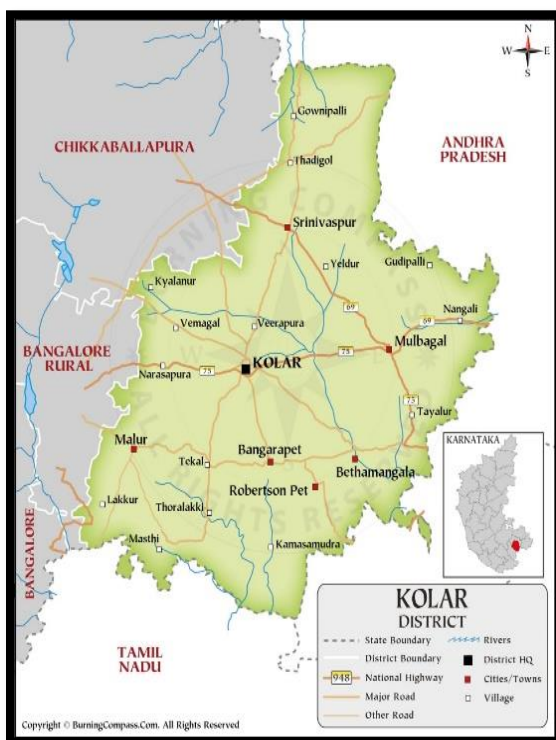 N
W E
S
Gownipalli
CHIKKABALLAPURA
ANDHRA
PRADESH
Thadigol
Srinivaspur
Yeldur
Gudipalli
Kyalanur
69
Nangali
69
Vemagal
Veerapura
BANGALORE
RURAL
Mulbagal
75
KOLAR
Narasapura
75
75
Tayalur
Malur
Bangarapet
Tekal
Bethamangala
KARNATAKA
Robertson Pet
Lakkur
Thoralakki
BANGALORE
Masthi
Kamasamudra
TAMIL
NADU
KOLAR
DISTRICT
State Boundary
Rivers
District Boundary
District HQ
948
National Highway
Cities/Towns
Major Road
Village
Other Road
Copyright © BurningCompass.Com. All Rights Reserved